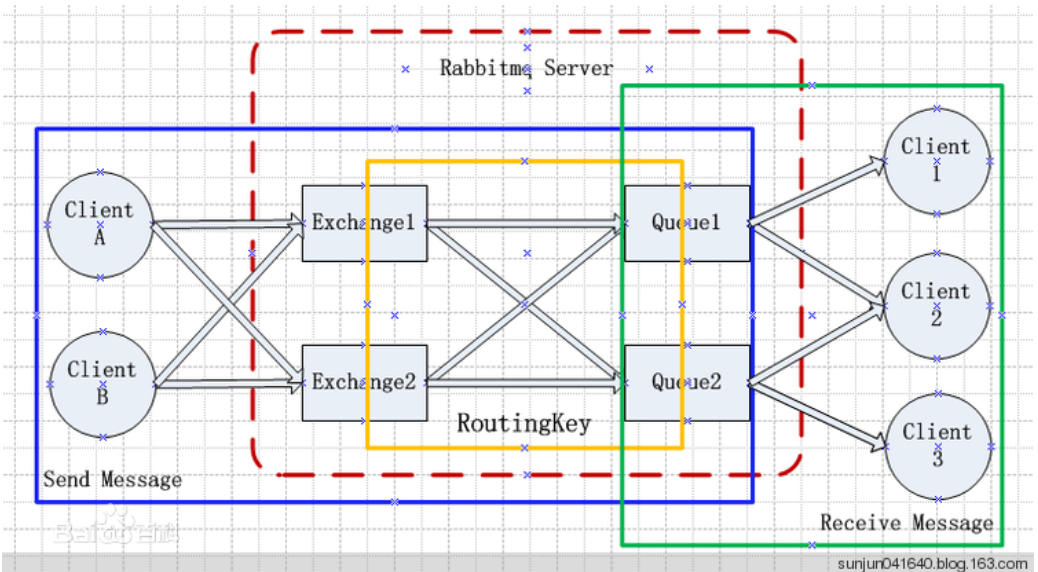 Rabbitmq Server
Client
A
Client
B
Exchange1
Exchange2
Queue1
Queue2
RoutingKey
Client
1
Client
2
Client
3
Send Message
Receive Message
Baidu百科
sunjun041640.blog.163.com